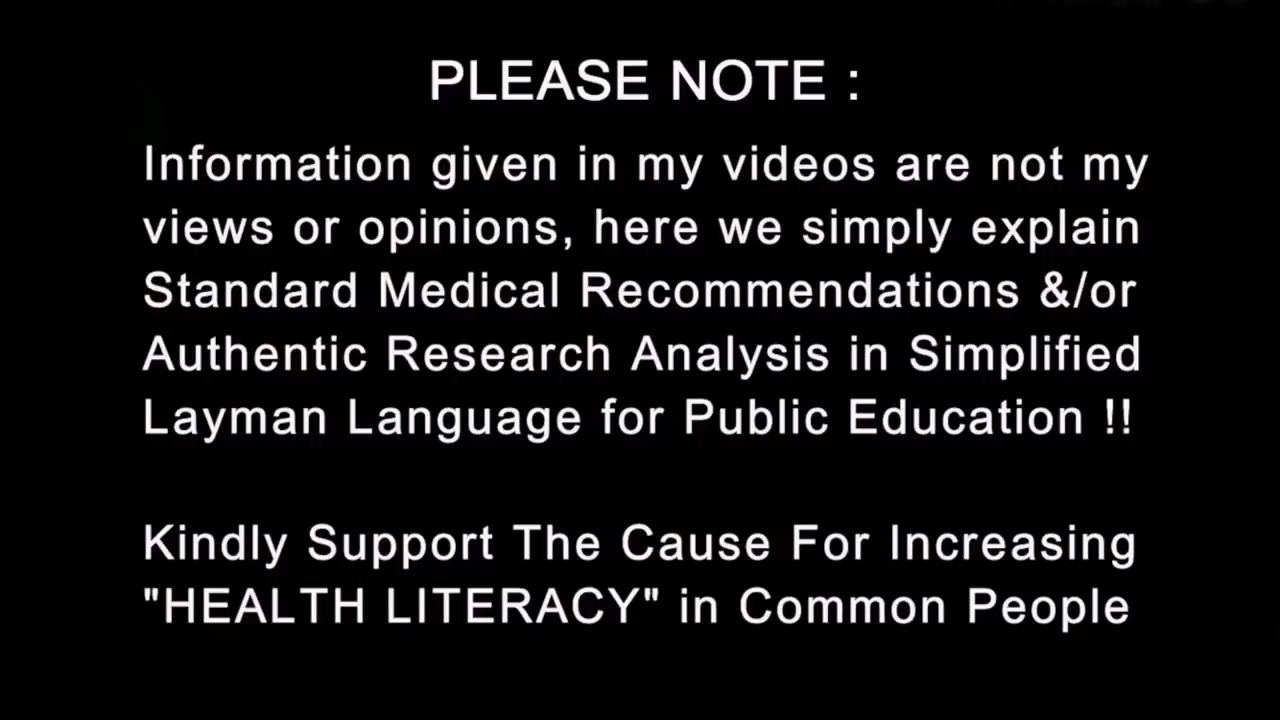 PLEASE NOTE :
Information given in my videos are not my
views or opinions, here we simply explain
Standard Medical Recommendations &/or
Authentic Research Analysis in Simplified
Layman Language for Public Education !!
Kindly Support The Cause For Increasing
"HEALTH LITERACY" in Common People